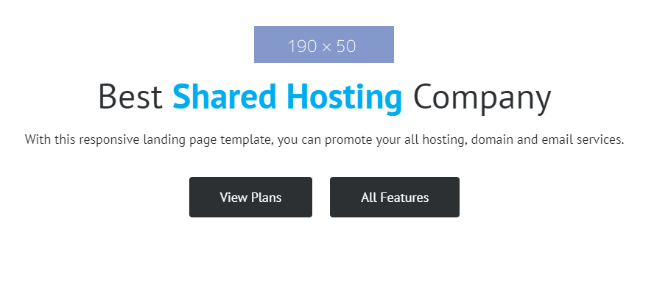 190 × 50
Best Shared Hosting Company
With this responsive landing page template, you can promote your all hosting, domain and email services.
View Plans All Features